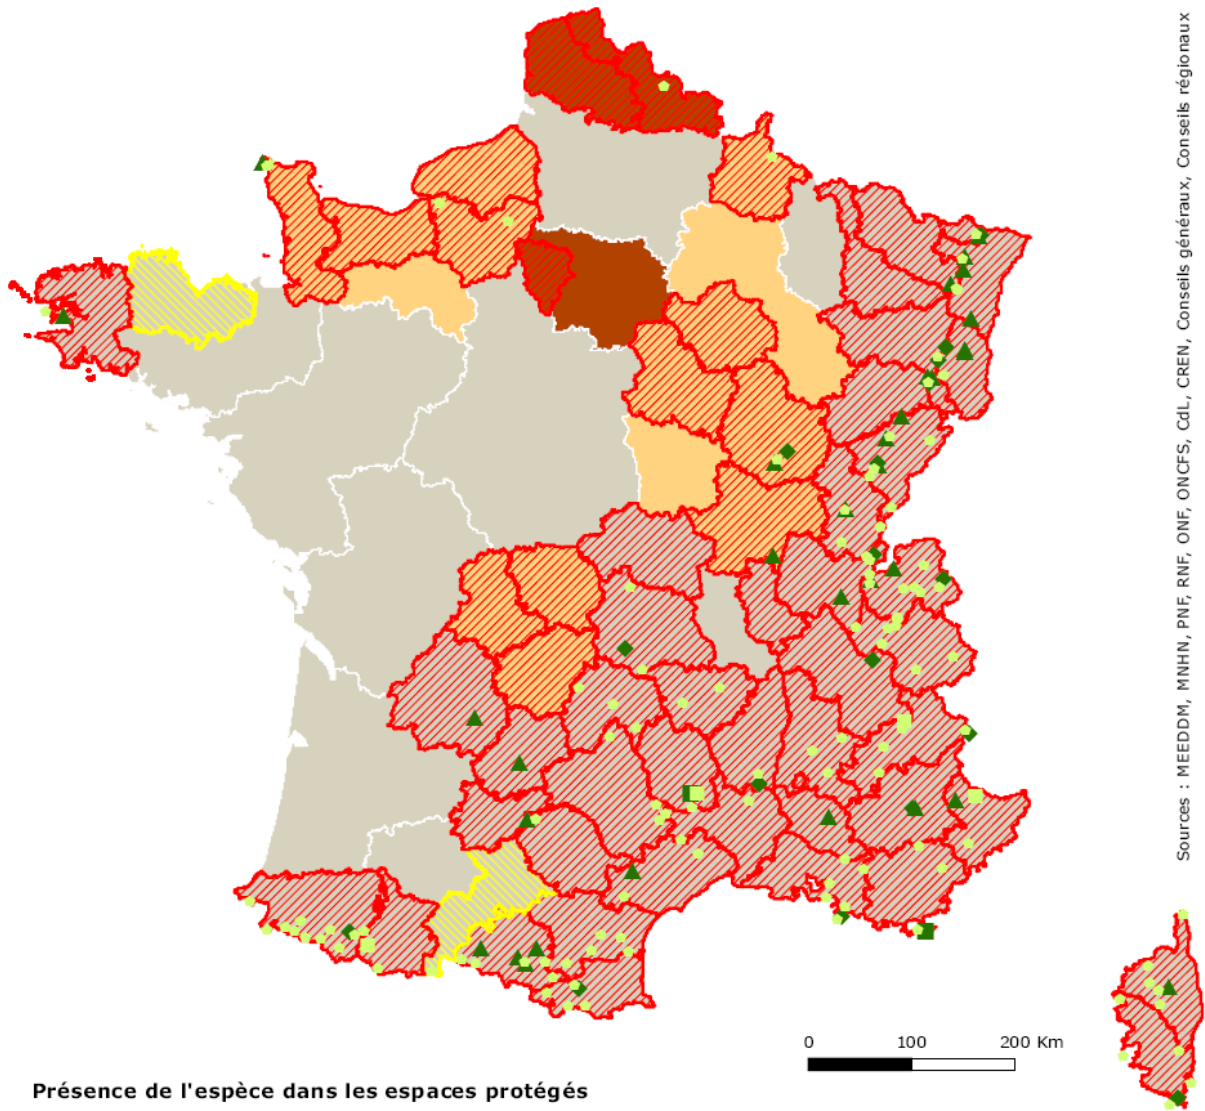 Sources : MEEDDM, MNHN, PNF, RNF, ONF, ONCFS, CdL, CREN, Conseils généraux, Conseils régionaux
0 100 200 Km
Présence de l'espèce dans les espaces protégés